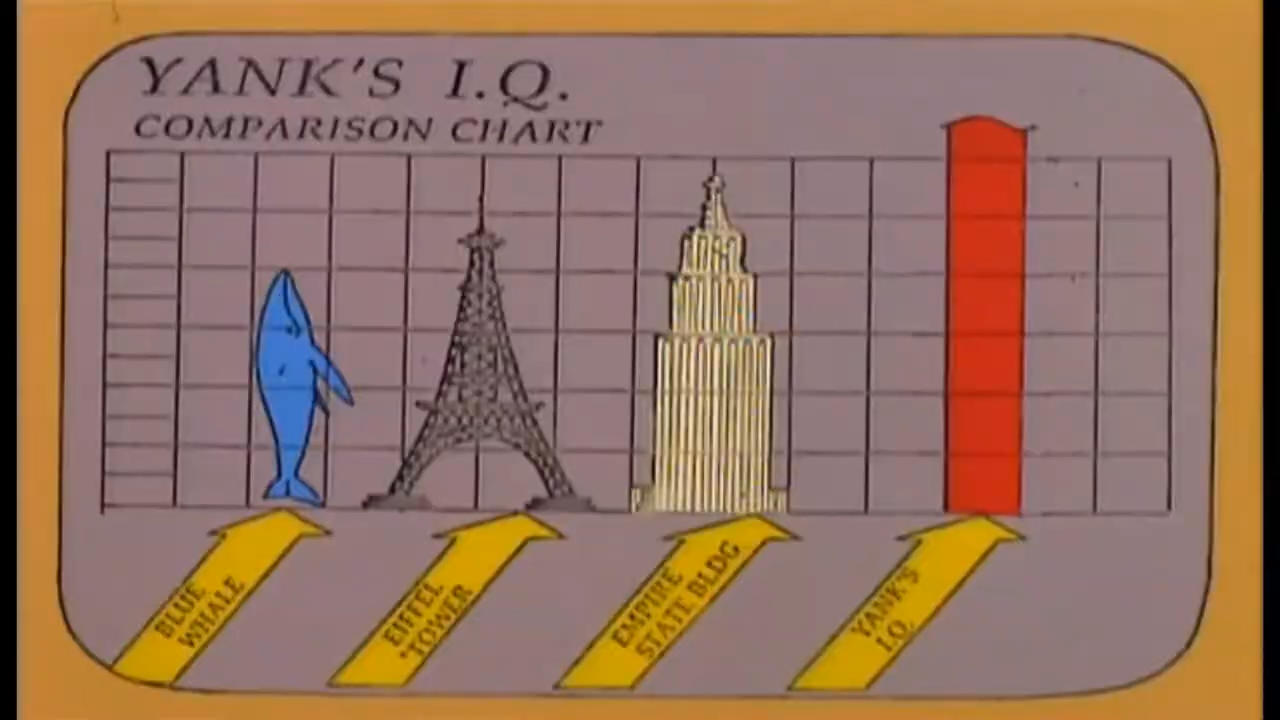 YANK'S I.Q.
COMPARISON CHART
BLUE
WHALE
EIFFEL
TOWER
EMPIRE
STATE BLDG
YANK'S
I.Q.